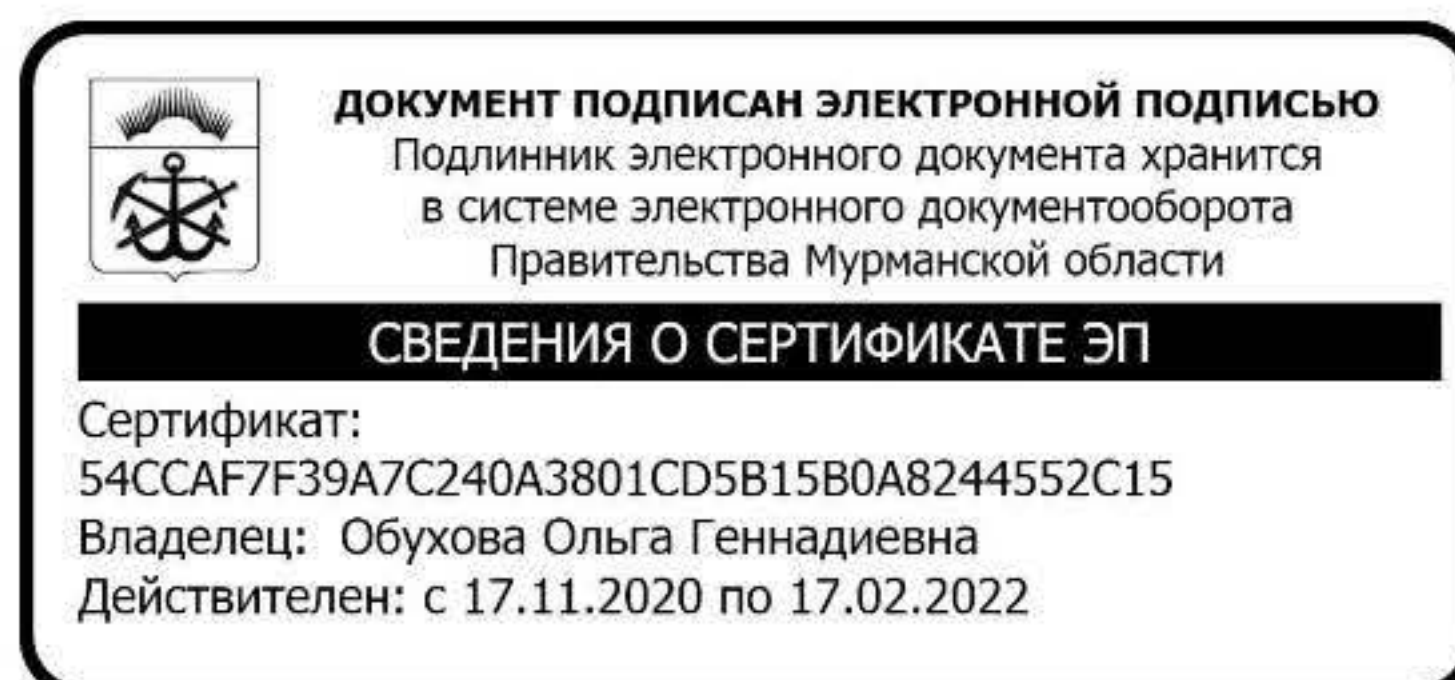 ДОКУМЕНТ ПОДПИСАН ЭЛЕКТРОННОЙ ПОДПИСЬЮ
Подлинник электронного документа хранится
в системе электронного документооборота
Правительства Мурманской области
СВЕДЕНИЯ О СЕРТИФИКАТЕ ЭП
Сертификат:
54CCAF7F39A7C240A3801CD5B15B0A8244552C15
Владелец: Обухова Ольга Геннадиевна
Действителен: с 17.11.2020 по 17.02.2022